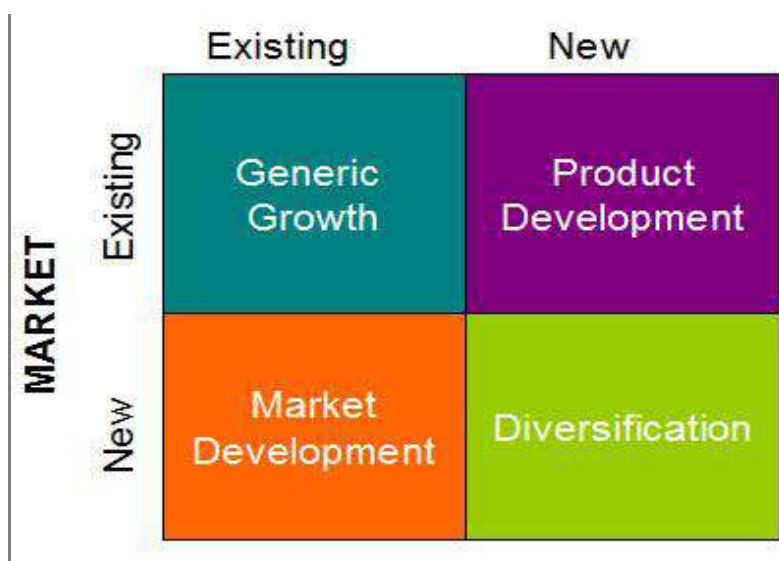 Existing New
MARKET
Existing
Generic
Growth
Product
Development
New
Market
Development
Diversification